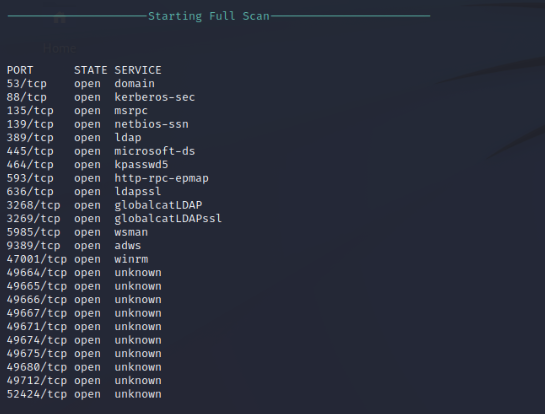 Starting Full Scan
PORT STATE SERVICE
53/tcp open domain
88/tcp open kerberos-sec
135/tcp open msrpc
139/tcp open netbios-ssn
389/tcp open ldap
445/tcp open microsoft-ds
464/tcp open kpasswd5
593/tcp open http-rpc-epmap
636/tcp open ldapssl
3268/tcp open globalcatLDAP
3269/tcp open globalcatLDAPssl
5985/tcp open wsman
9389/tcp open adws
47001/tcp open winrm
49664/tcp open unknown
49665/tcp open unknown
49666/tcp open unknown
49667/tcp open unknown
49671/tcp open unknown
49674/tcp open unknown
49675/tcp open unknown
49680/tcp open unknown
49712/tcp open unknown
52424/tcp open unknown